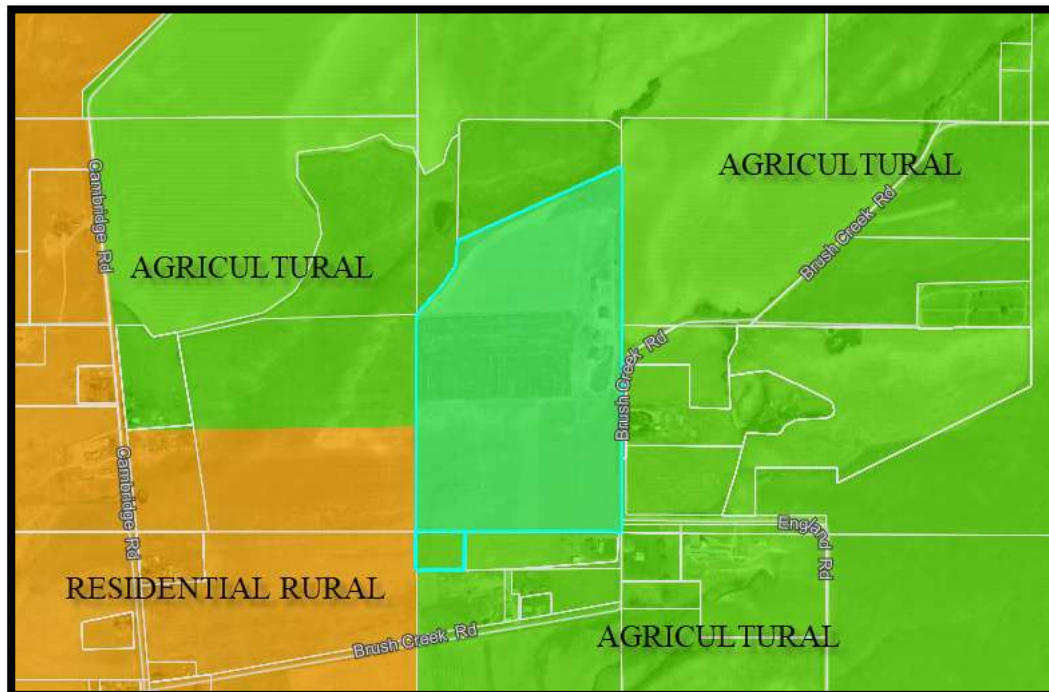 AGRICULTURAL
Brush Creek Rd
Cambridge Rd
AGRICULTURAL
Brush Creek Rd
Cambridge Rd
England Rd
RESIDENTIAL RURAL
Brush Creek Rd
AGRICULTURAL